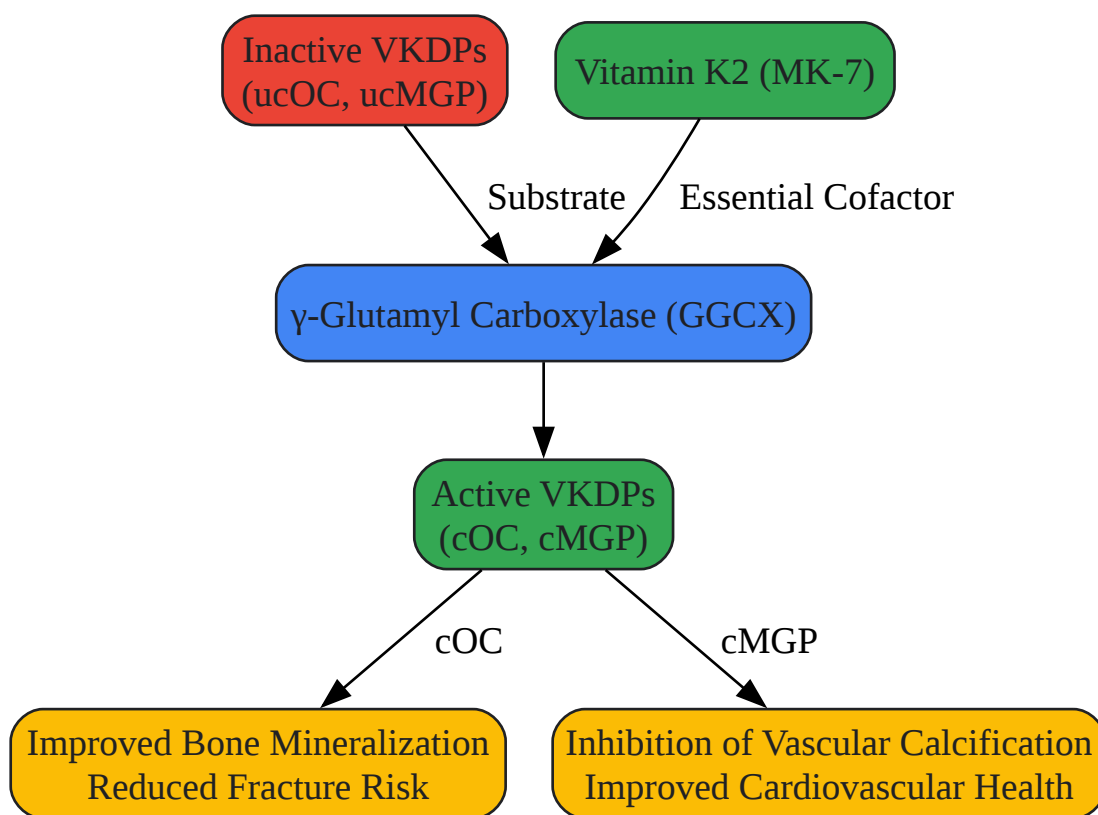 Inactive VKDPs
(ucOC, ucMGP)
Vitamin K2 (MK-7)
Substrate
Essential Cofactor
γ-Glutamyl Carboxylase (GGCX)
Active VKDPs
(cOC, cMGP)
cOC
cMGP
Improved Bone Mineralization
Reduced Fracture Risk
Inhibition of Vascular Calcification
Improved Cardiovascular Health